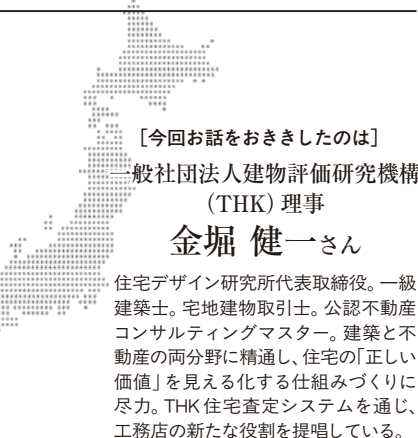 ［今回お話をおききしたのは］
一般社団法人建物評価研究機構
（THK）理事
金堀 健一さん
住宅デザイン研究所代表取締役。一級
建築士。宅地建物取引士。公認不動産
コンサルティングマスター。建築と不
動産の両分野に精通し、住宅の「正しい
価値」を見える化する仕組みづくりに
尽力。THK住宅査定システムを通じ、
工務店の新たな役割を提唱している。